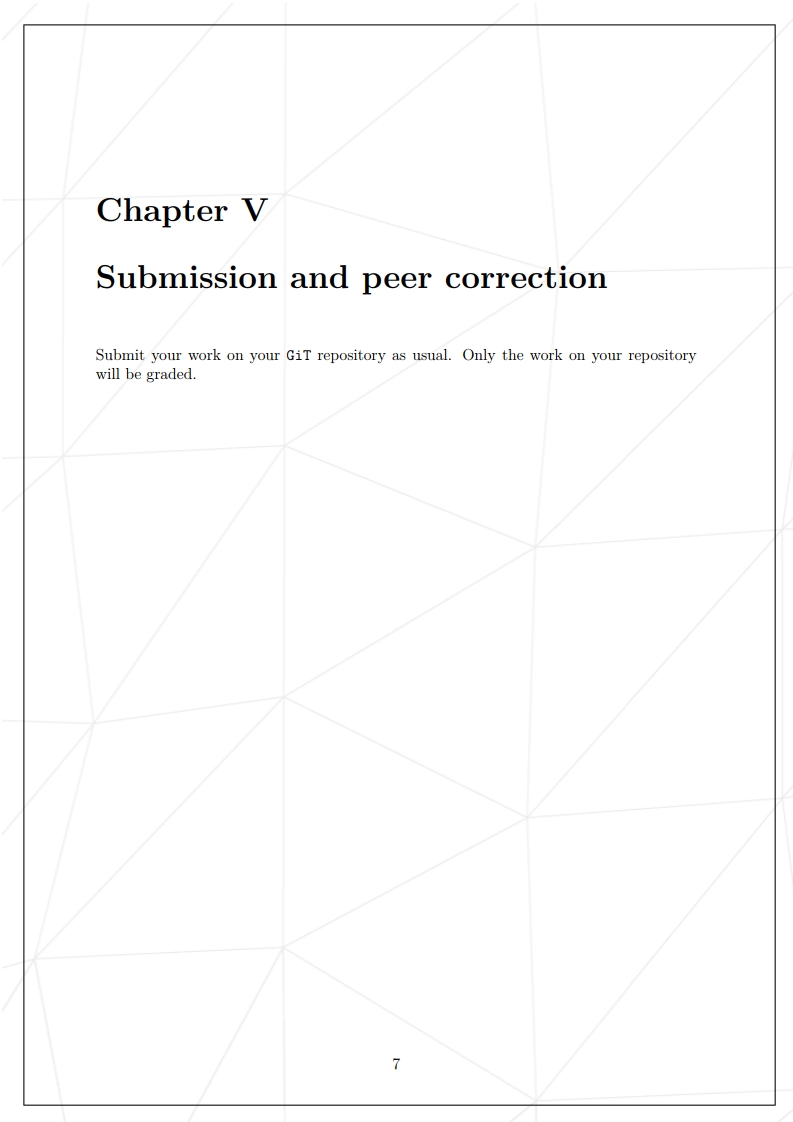 Chapter V
Submission and peer correction
Submit your work on your GiT repository as usual. Only the work on your repository
will be graded.
7